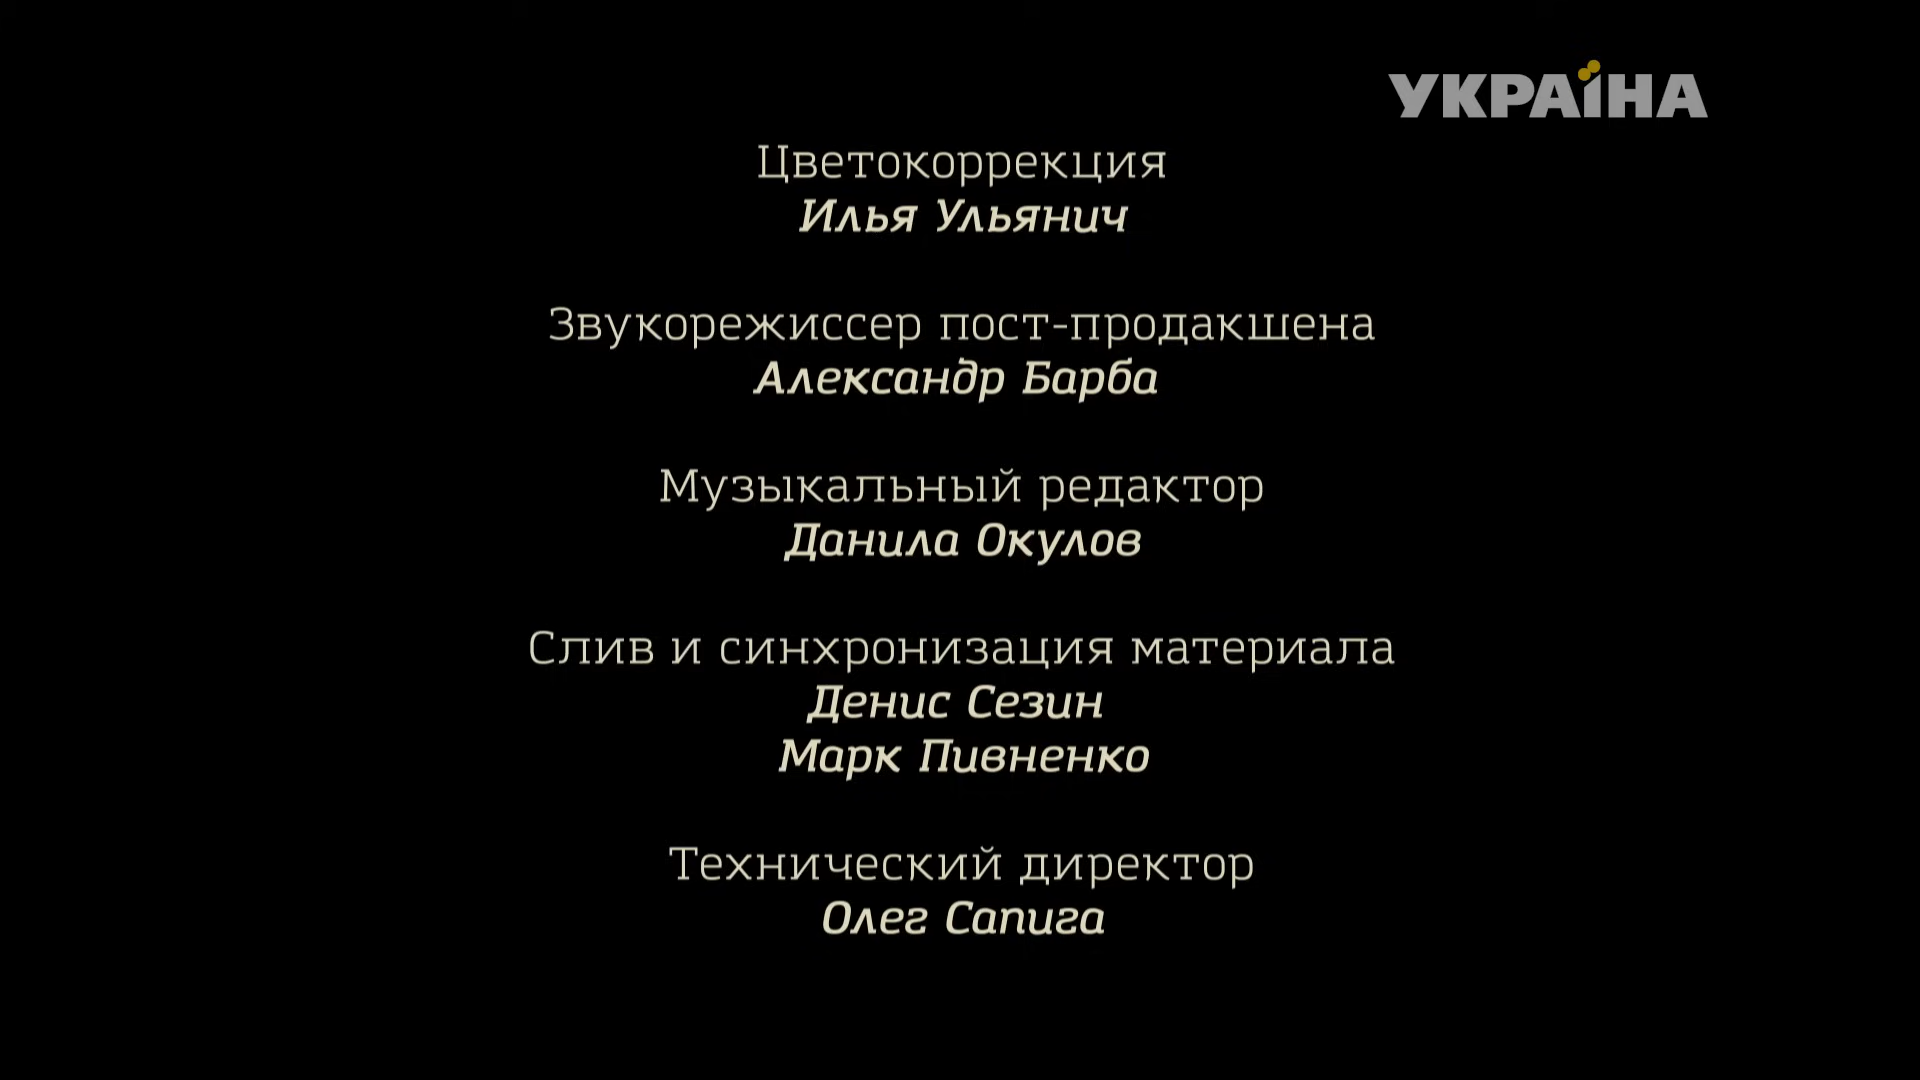 УКРАЇНА
Цветокоррекция
Илья Ульянич
Звукорежиссер пост-продакшена
Александр Барба
Музыкальный редактор
Данила Окулов
Слив и синхронизация материала
Денис Сезин
Марк Пивненко
Технический директор
Олег Сапига